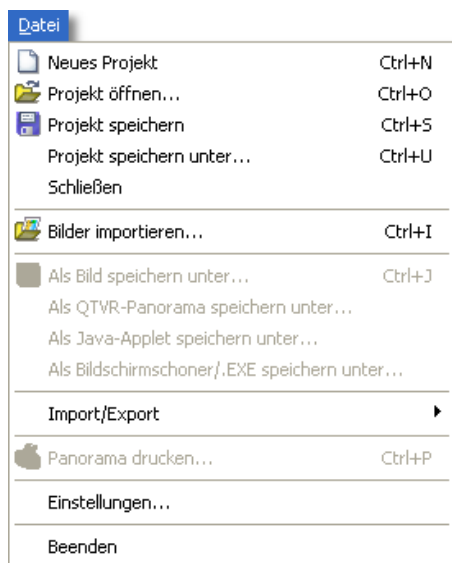 Datei
Neues Projekt Ctrl+N
Projekt öffnen... Ctrl+O
Projekt speichern Ctrl+S
Projekt speichern unter... Ctrl+U
Schließen
Bilder importieren... Ctrl+I
Als Bild speichern unter... Ctrl+J
Als QTVR-Panorama speichern unter...
Als Java-Applet speichern unter...
Als Bildschirmschoner/.EXE speichern unter...
Import/Export
Panorama drucken... Ctrl+P
Einstellungen...
Beenden